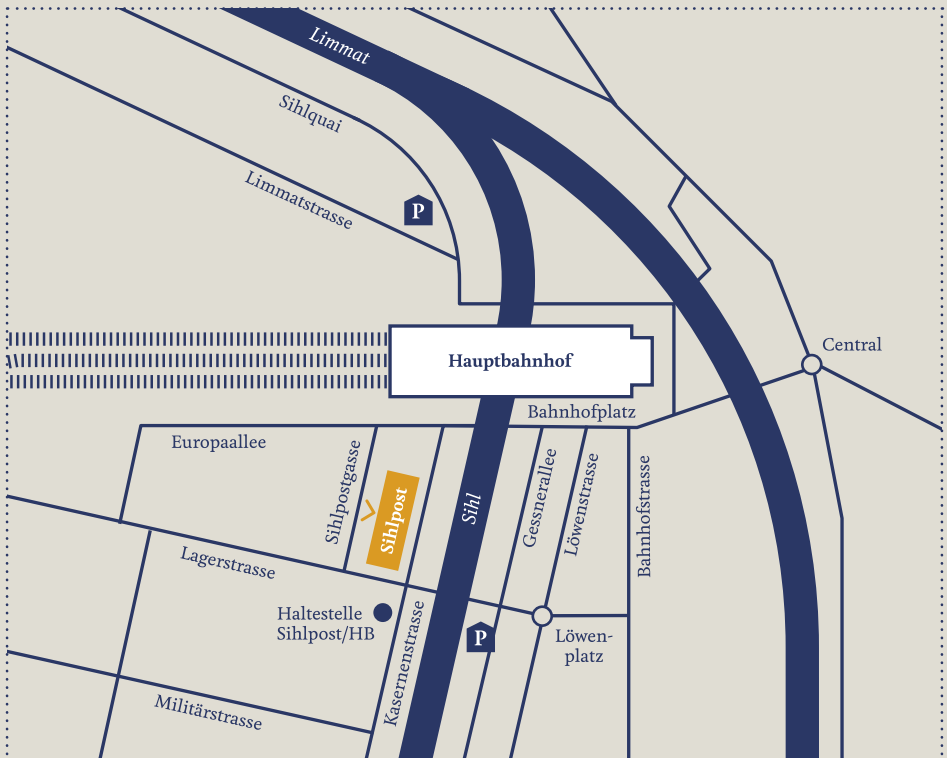 Limmat
Sihlquai
Limmatstrasse
P
Central
Hauptbahnhof
Bahnhofplatz
Europaallee
Sihlpostgasse
Sihlpost
Sihl
Gessnerallee
Löwenstrasse
Bahnhofstrasse
Lagerstrasse
Haltestelle
Sihlpost/HB
Kasernenstrasse
P
Löwen-
platz
Militärstrasse